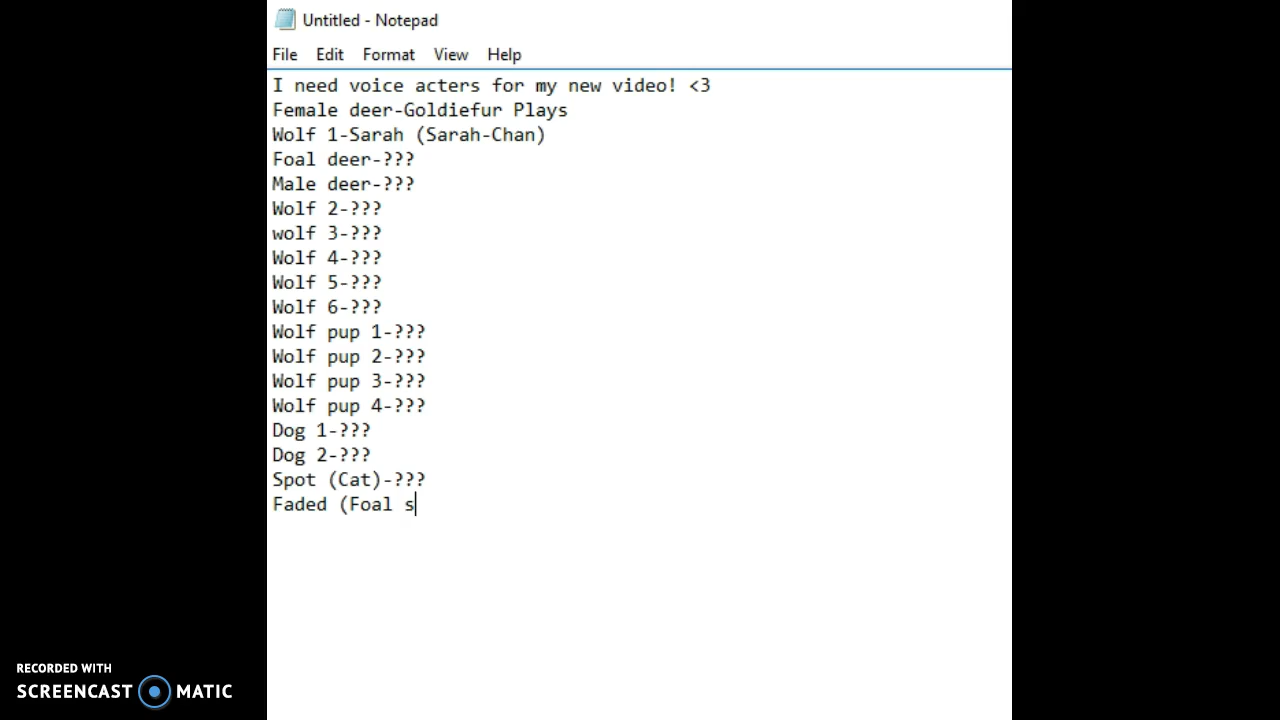 Untitled - Notepad
File Edit Format View Help
I need voice acters for my new video! <3
Female deer-Goldiefur Plays
Wolf 1-Sarah (Sarah-Chan)
Foal deer-???
Male deer-???
Wolf 2-???
wolf 3-???
Wolf 4-???
Wolf 5-???
Wolf 6-???
Wolf pup 1-???
Wolf pup 2-???
Wolf pup 3-???
Wolf pup 4-???
Dog 1-???
Dog 2-???
Spot (Cat)-???
Faded (Foal s
RECORDED WITH
SCREENCAST MATIC